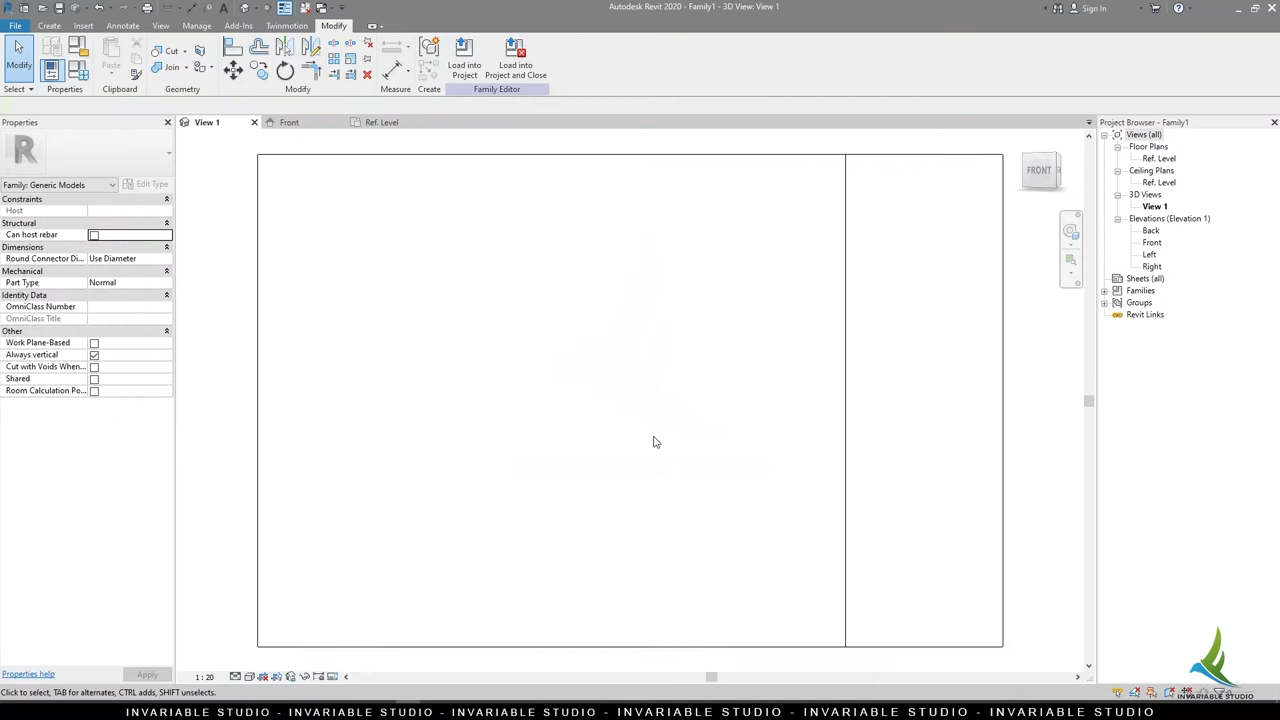 Autodesk Revit 2020 - Family1 - 3D View: View 1
Sign In
File Create Insert Annotate View Manage Add-Ins Twinmotion Modify
Modify
Paste
Cut
Join
Load into Project
Load into Project and Close
Select Properties Clipboard Geometry Modify Measure Create Family Editor
Properties
View 1
Front
Ref. Level
Project Browser - Family1
Family: Generic Models
Edit Type
Constraints
Host
Structural
Can host rebar
Dimensions
Round Connector Di... Use Diameter
Mechanical
Part Type Normal
Identity Data
OmniClass Number
OmniClass Title
Other
Work Plane-Based
Always vertical
Cut with Voids When...
Shared
Room Calculation Po...
Properties help
Apply
FRONT
Views (all)
Floor Plans
Ref. Level
Ceiling Plans
Ref. Level
3D Views
View 1
Elevations (Elevation 1)
Back
Front
Left
Right
Sheets (all)
Families
Groups
Revit Links
1 : 20
Click to select, TAB for alternates, CTRL adds, SHIFT unselects.
INVARIABLE STUDIO
INVARIABLE STUDIO - INVARIABLE STUDIO - INVARIABLE STUDIO - INVARIABLE STUDIO - INVARIABLE STUDIO - INVARIABLE STUDIO